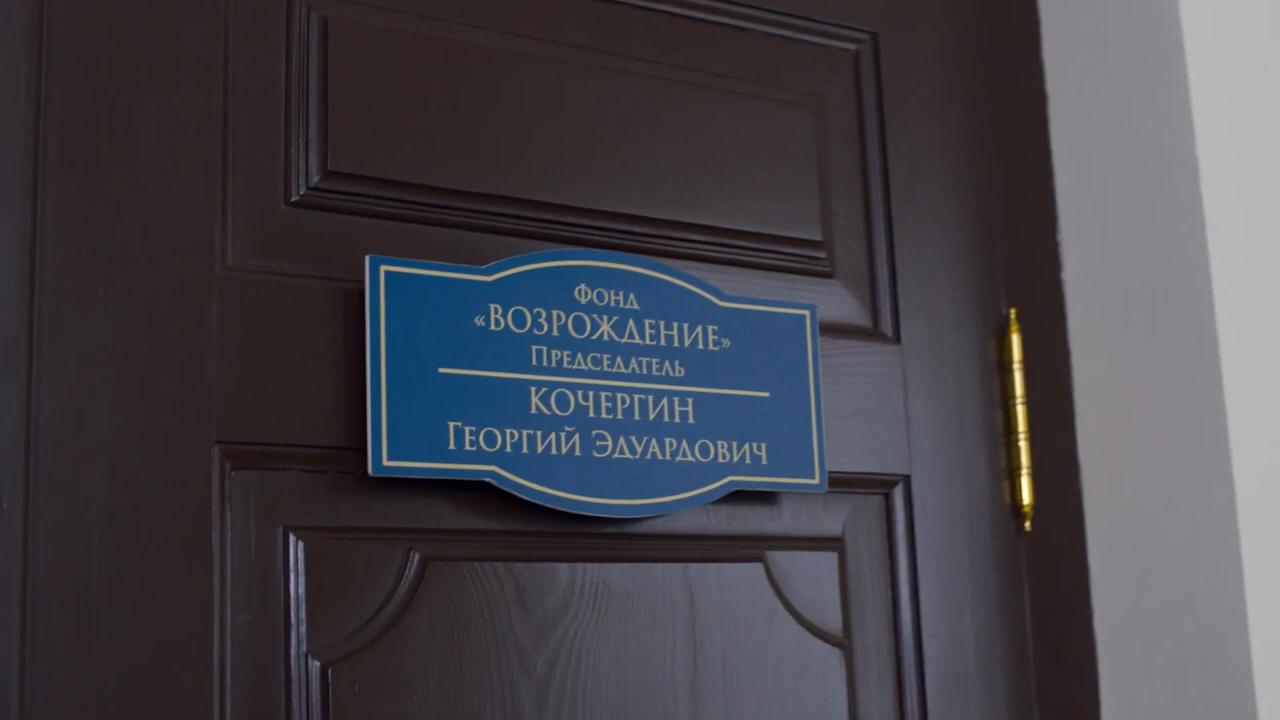 Фонд
«ВОЗРОЖДЕНИЕ»
Председатель
КОЧЕРГИН
Георгий Эдуардович